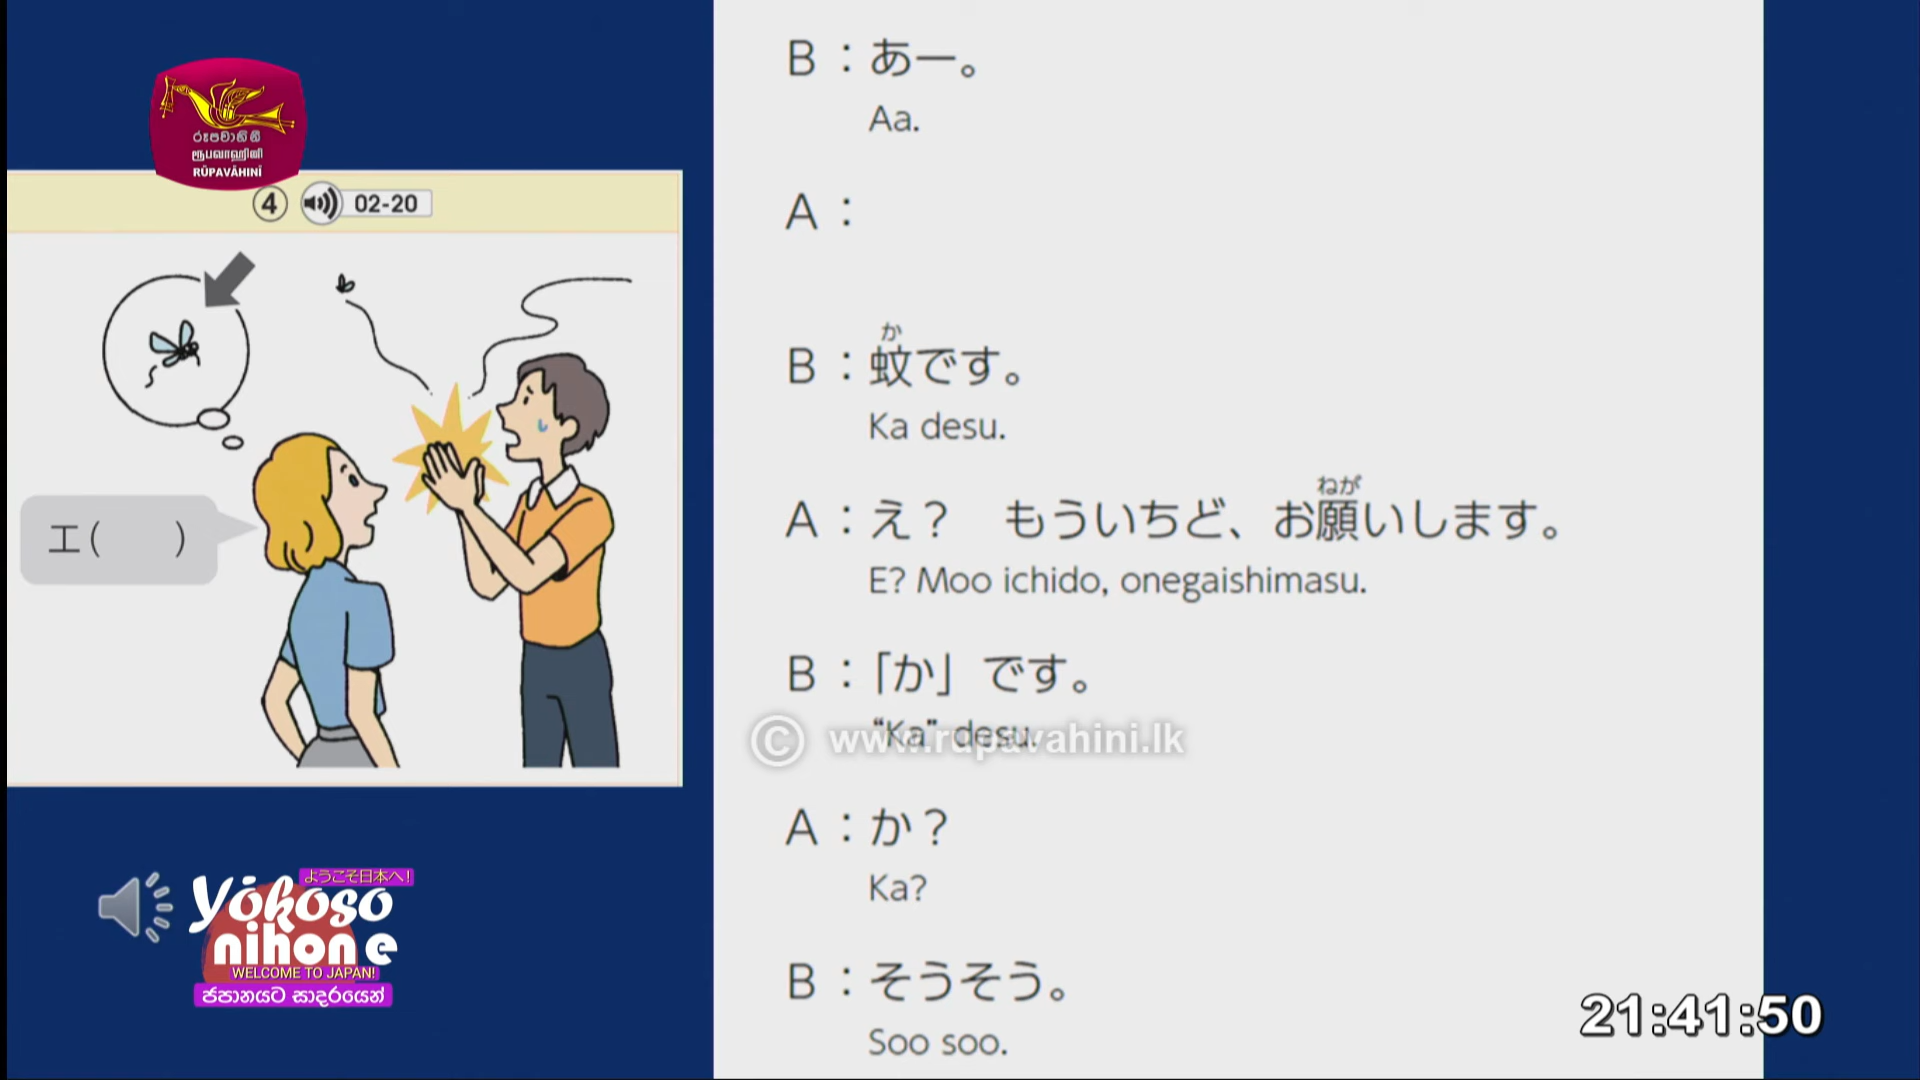 රූපවාහිනී
ரூபவாஹினி
RŪPAVĀHINĪ
④ 02-20
エ( )
ようこそ日本へ!
yōkoso
nihon e
WELCOME TO JAPAN!
ජපානයට සාදරයෙන්
B：あー。
Aa.
A：
か
B：蚊です。
Ka desu.
ねが
A：え？ もういちど、お願いします。
E? Moo ichido, onegaishimasu.
B：「か」です。
“Ka” desu.
© www.rupavahini.lk
A：か？
Ka?
B：そうそう。
Soo soo.
21:41:50